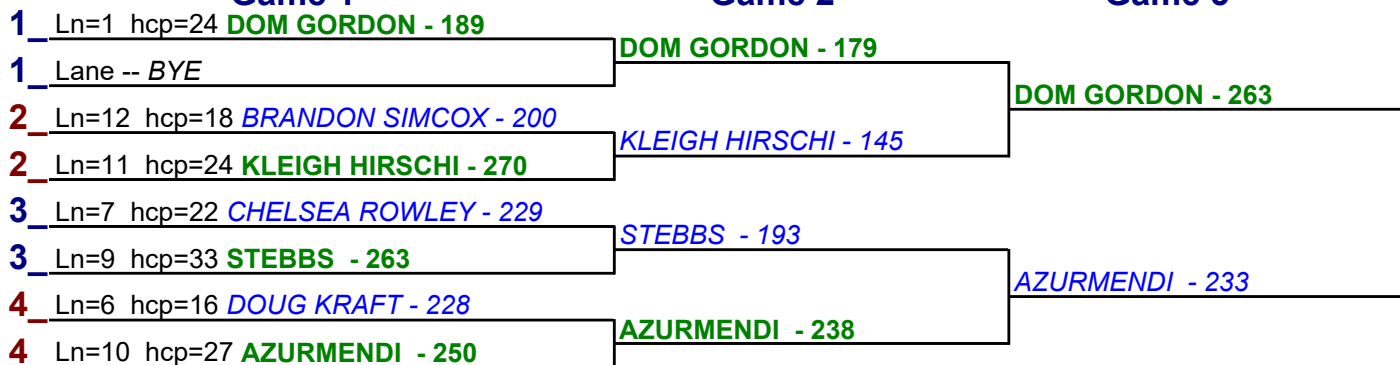 1_ Ln=1 hcp=24 DOM GORDON - 189
DOM GORDON - 179
1_ Lane -- BYE
DOM GORDON - 263
2_ Ln=12 hcp=18 BRANDON SIMCOX - 200
KLEIGH HIRSCHI - 145
2_ Ln=11 hcp=24 KLEIGH HIRSCHI - 270
3_ Ln=7 hcp=22 CHELSEA ROWLEY - 229
STEBBS - 193
3_ Ln=9 hcp=33 STEBBS - 263
AZURMENDI - 233
4_ Ln=6 hcp=16 DOUG KRAFT - 228
AZURMENDI - 238
4 Ln=10 hcp=27 AZURMENDI - 250